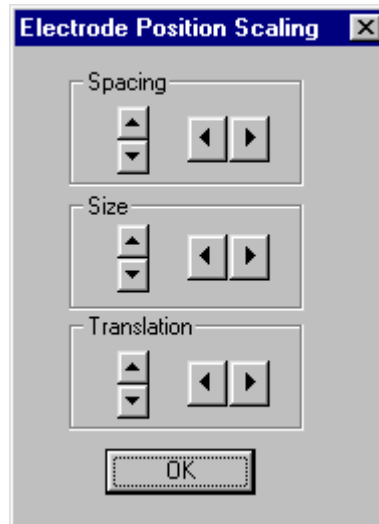 Electrode Position Scaling
Spacing
Size
Translation
OK